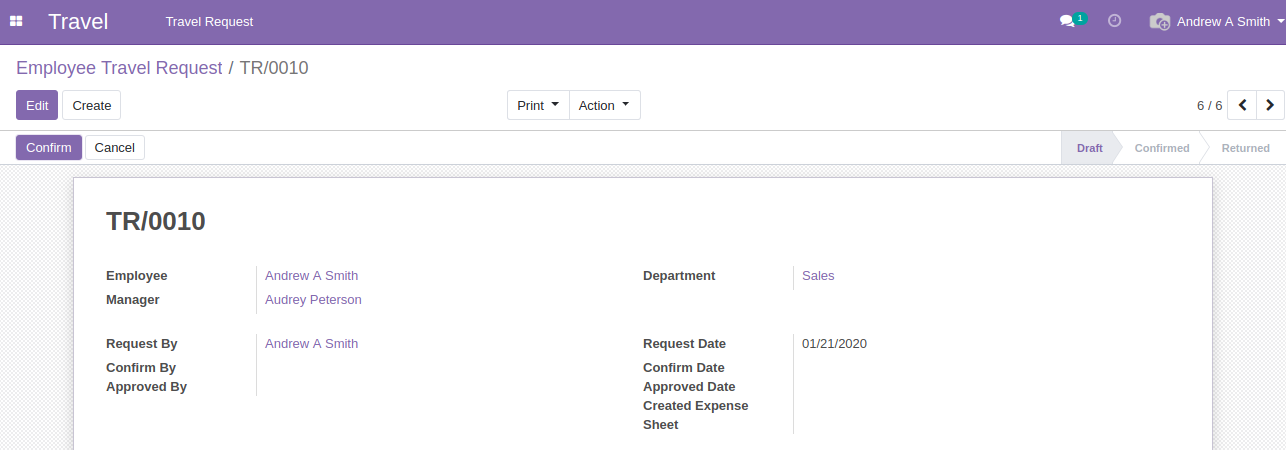 Travel Travel Request 1 Andrew A Smith
Employee Travel Request / TR/0010
Edit Create Print Action 6 / 6
Confirm Cancel Draft Confirmed Returned
TR/0010
Employee Andrew A Smith Department Sales
Manager Audrey Peterson
Request By Andrew A Smith Request Date 01/21/2020
Confirm By Confirm Date
Approved By Approved Date
Created Expense
Sheet